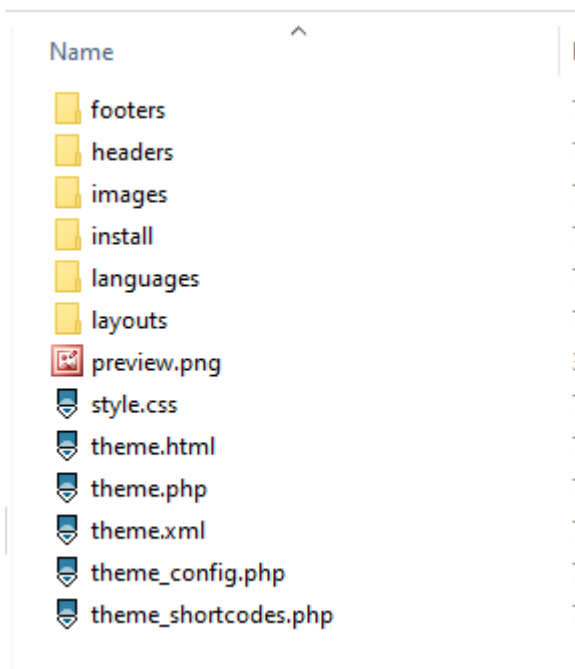 Name
footers
headers
images
install
languages
layouts
preview.png
style.css
theme.html
theme.php
theme.xml
theme_config.php
theme_shortcodes.php